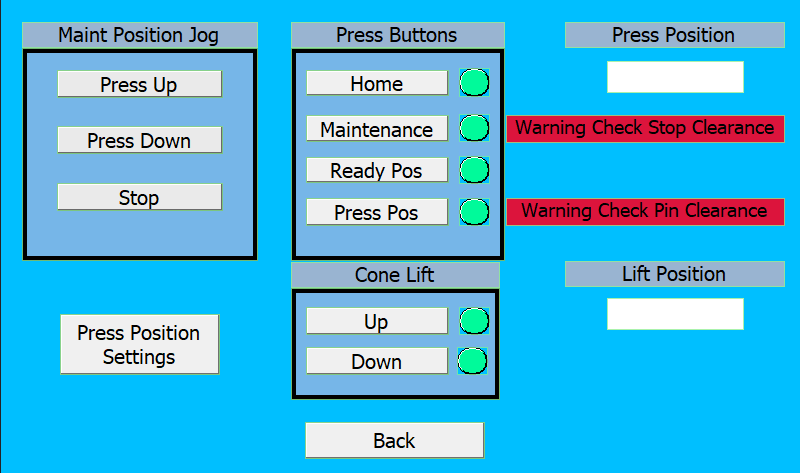 Maint Position Jog
Press Up
Press Down
Stop
Press Position
Settings
Press Buttons
Home
Maintenance
Ready Pos
Press Pos
Cone Lift
Up
Down
Back
Press Position
Warning Check Stop Clearance
Warning Check Pin Clearance
Lift Position